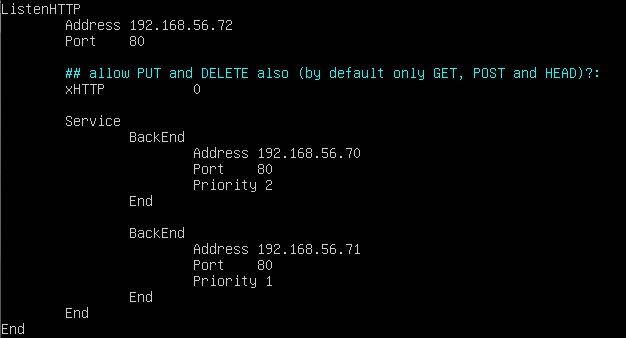 ListenHTTP
Address 192.168.56.72
Port 80
## allow PUT and DELETE also (by default only GET, POST and HEAD)?:
xHTTP 0
Service
BackEnd
Address 192.168.56.70
Port 80
Priority 2
End
BackEnd
Address 192.168.56.71
Port 80
Priority 1
End
End
End